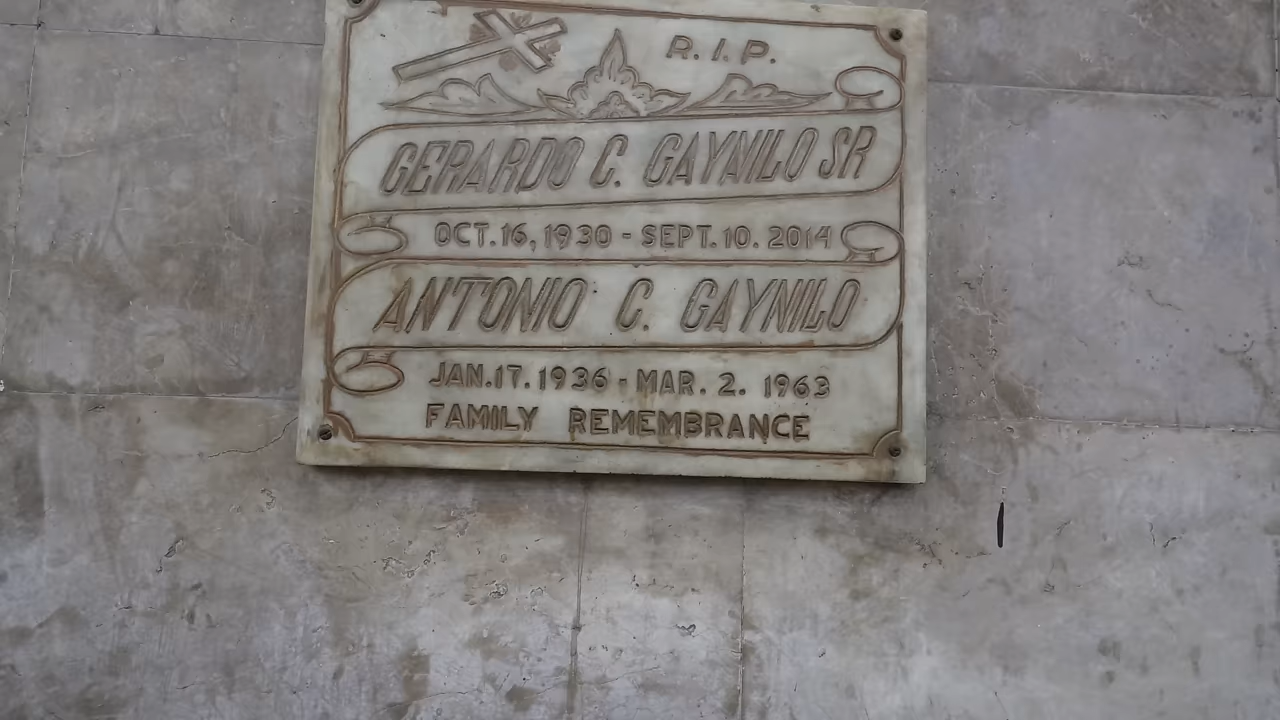 R.I.P.
GERARDO C. GAYNILO SR
OCT.16,1930 - SEPT.10.2014
ANTONIO C. GAYNILO
JAN.17.1936 - MAR. 2. 1963
FAMILY REMEMBRANCE